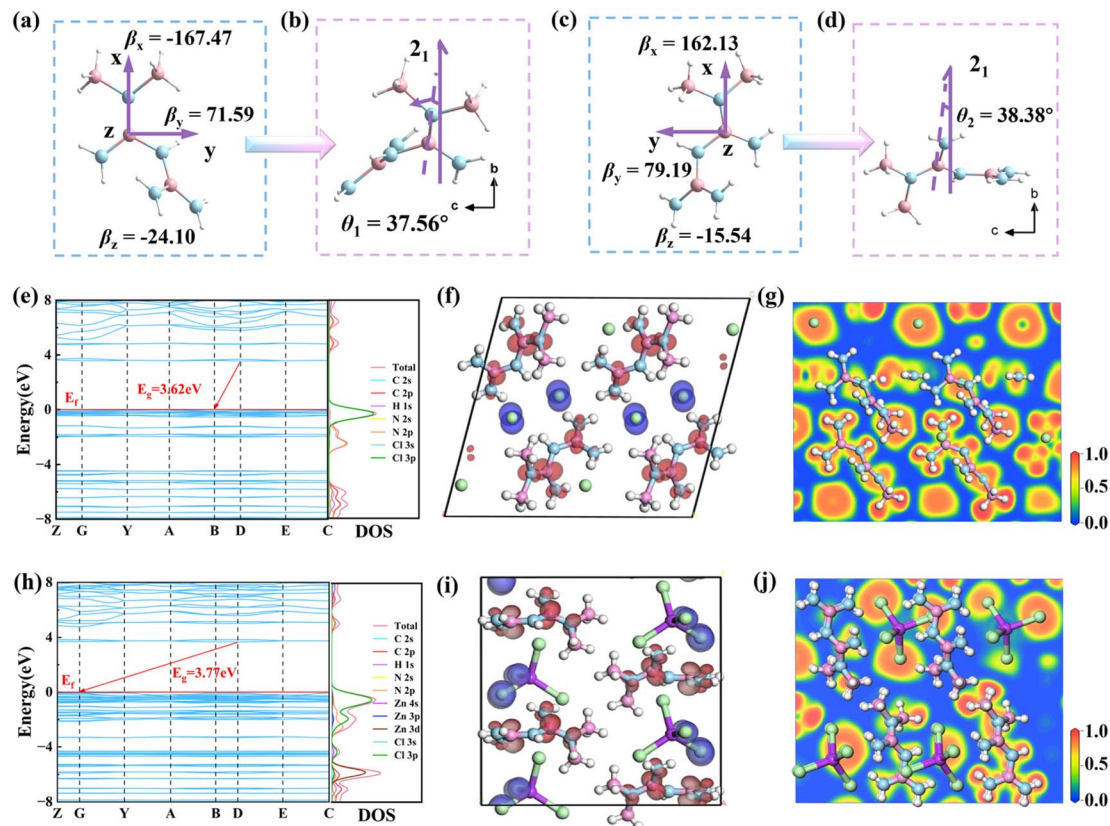 (a)
βx = -167.47
x
βy = 71.59
z
y
βz = -24.10
(b)
2₁
b
c
θ₁ = 37.56°
(c)
βx = 162.13
x
y
z
βy = 79.19
βz = -15.54
(d)
2₁
θ₂ = 38.38°
b
c
(e)
Energy(eV)
8
4
0
-4
-8
Ef
Eg=3.62eV
Z G Y A B D E C
DOS
Total
C 2s
C 2p
H 1s
N 2s
N 2p
Cl 3s
Cl 3p
(f)
(g)
1.0
0.0
(h)
Energy(eV)
8
4
0
-4
-8
Ef
Eg=3.77eV
Z G Y A B D E C
DOS
Total
C 2s
C 2p
H 1s
N 2s
N 2p
Zn 4s
Zn 3p
Zn 3d
Cl 3s
Cl 3p
(i)
(j)
1.0
0.0